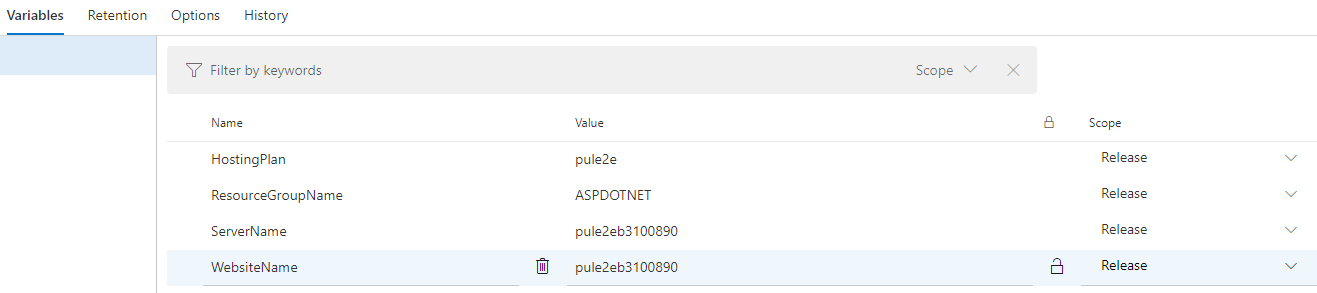 Variables Retention Options History
Filter by keywords Scope
Name Value Scope
HostingPlan pule2e Release
ResourceGroupName ASPDOTNET Release
ServerName pule2eb3100890 Release
WebsiteName pule2eb3100890 Release